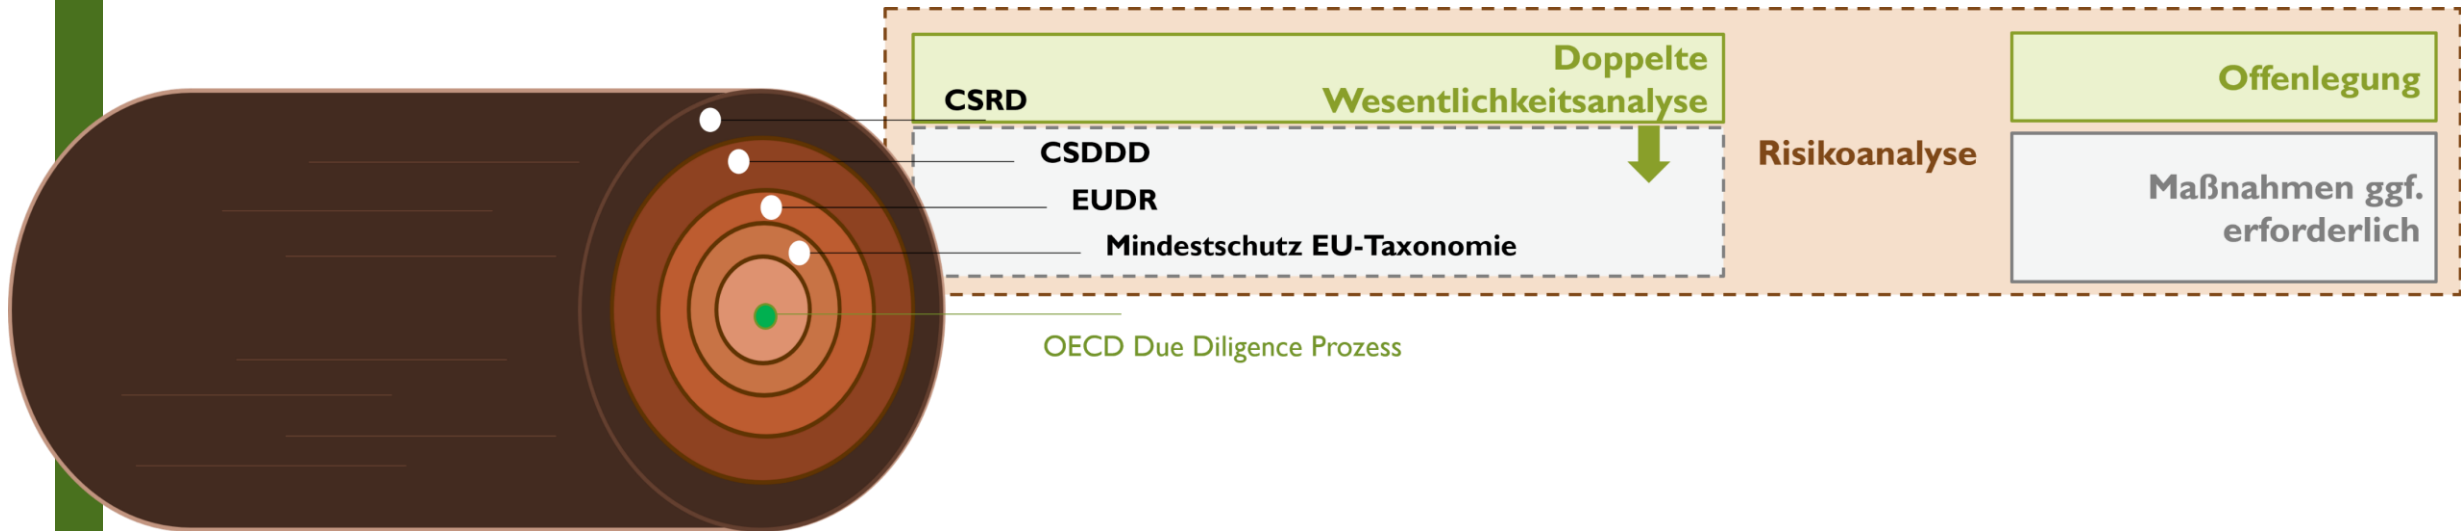 Doppelte
Wesentlichkeitsanalyse
CSRD
CSDDD
EUDR
Mindestschutz EU-Taxonomie
OECD Due Diligence Prozess
Risikoanalyse
Offenlegung
Maßnahmen ggf.
erforderlich